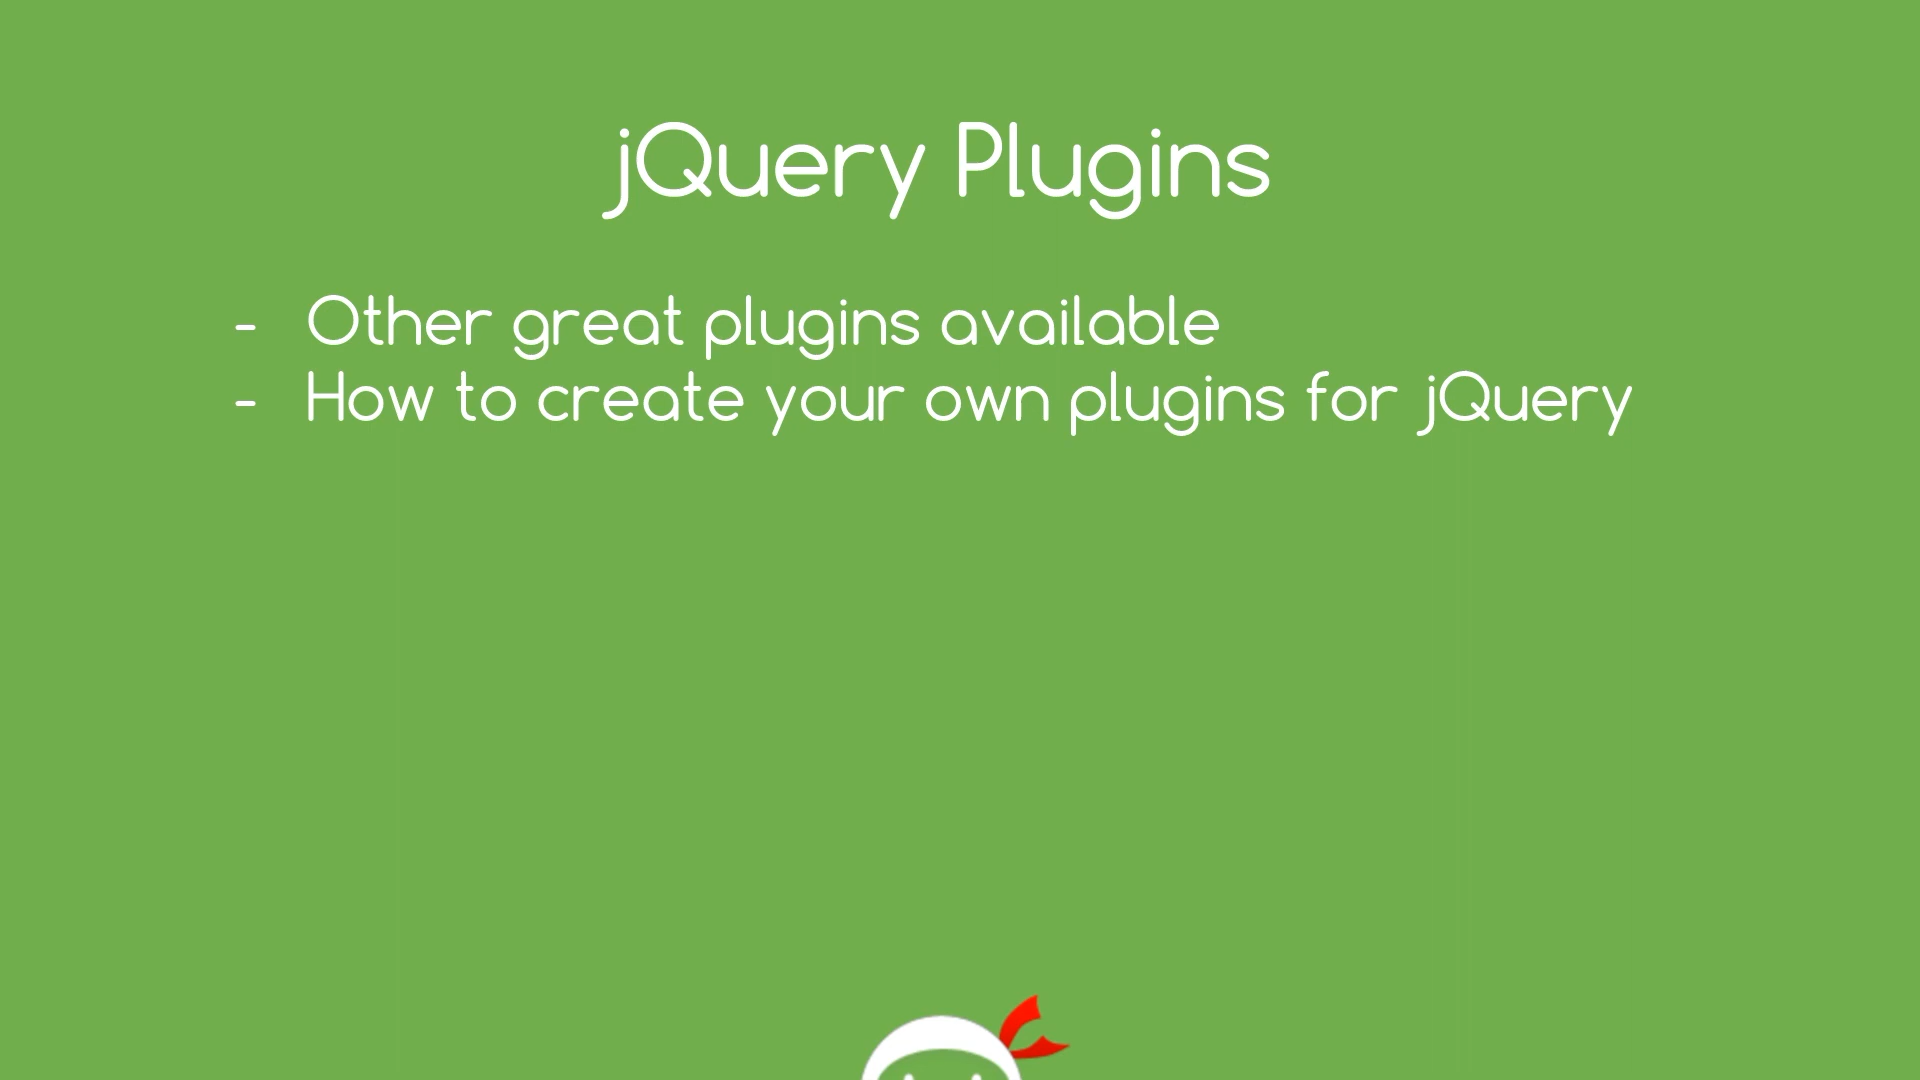 jQuery Plugins
- Other great plugins available
- How to create your own plugins for jQuery